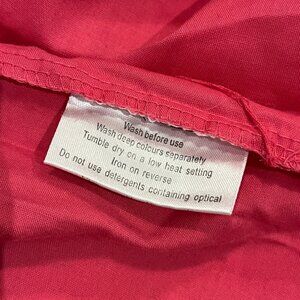 Wash before use
Wash deep colours separately
Tumble dry on a low heat setting
Iron on reverse
Do not use detergents containing optical